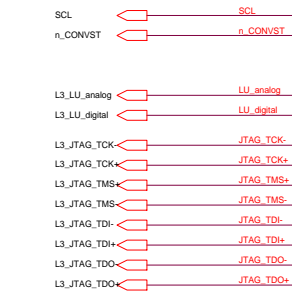 SCL SCL
n_CONVST n_CONVST
L3_LU_analog LU_analog
L3_LU_digital LU_digital
L3_JTAG_TCK- JTAG_TCK-
L3_JTAG_TCK+ JTAG_TCK+
L3_JTAG_TMS+ JTAG_TMS+
L3_JTAG_TMS- JTAG_TMS-
L3_JTAG_TDI- JTAG_TDI-
L3_JTAG_TDI+ JTAG_TDI+
L3_JTAG_TDO- JTAG_TDO-
L3_JTAG_TDO+ JTAG_TDO+